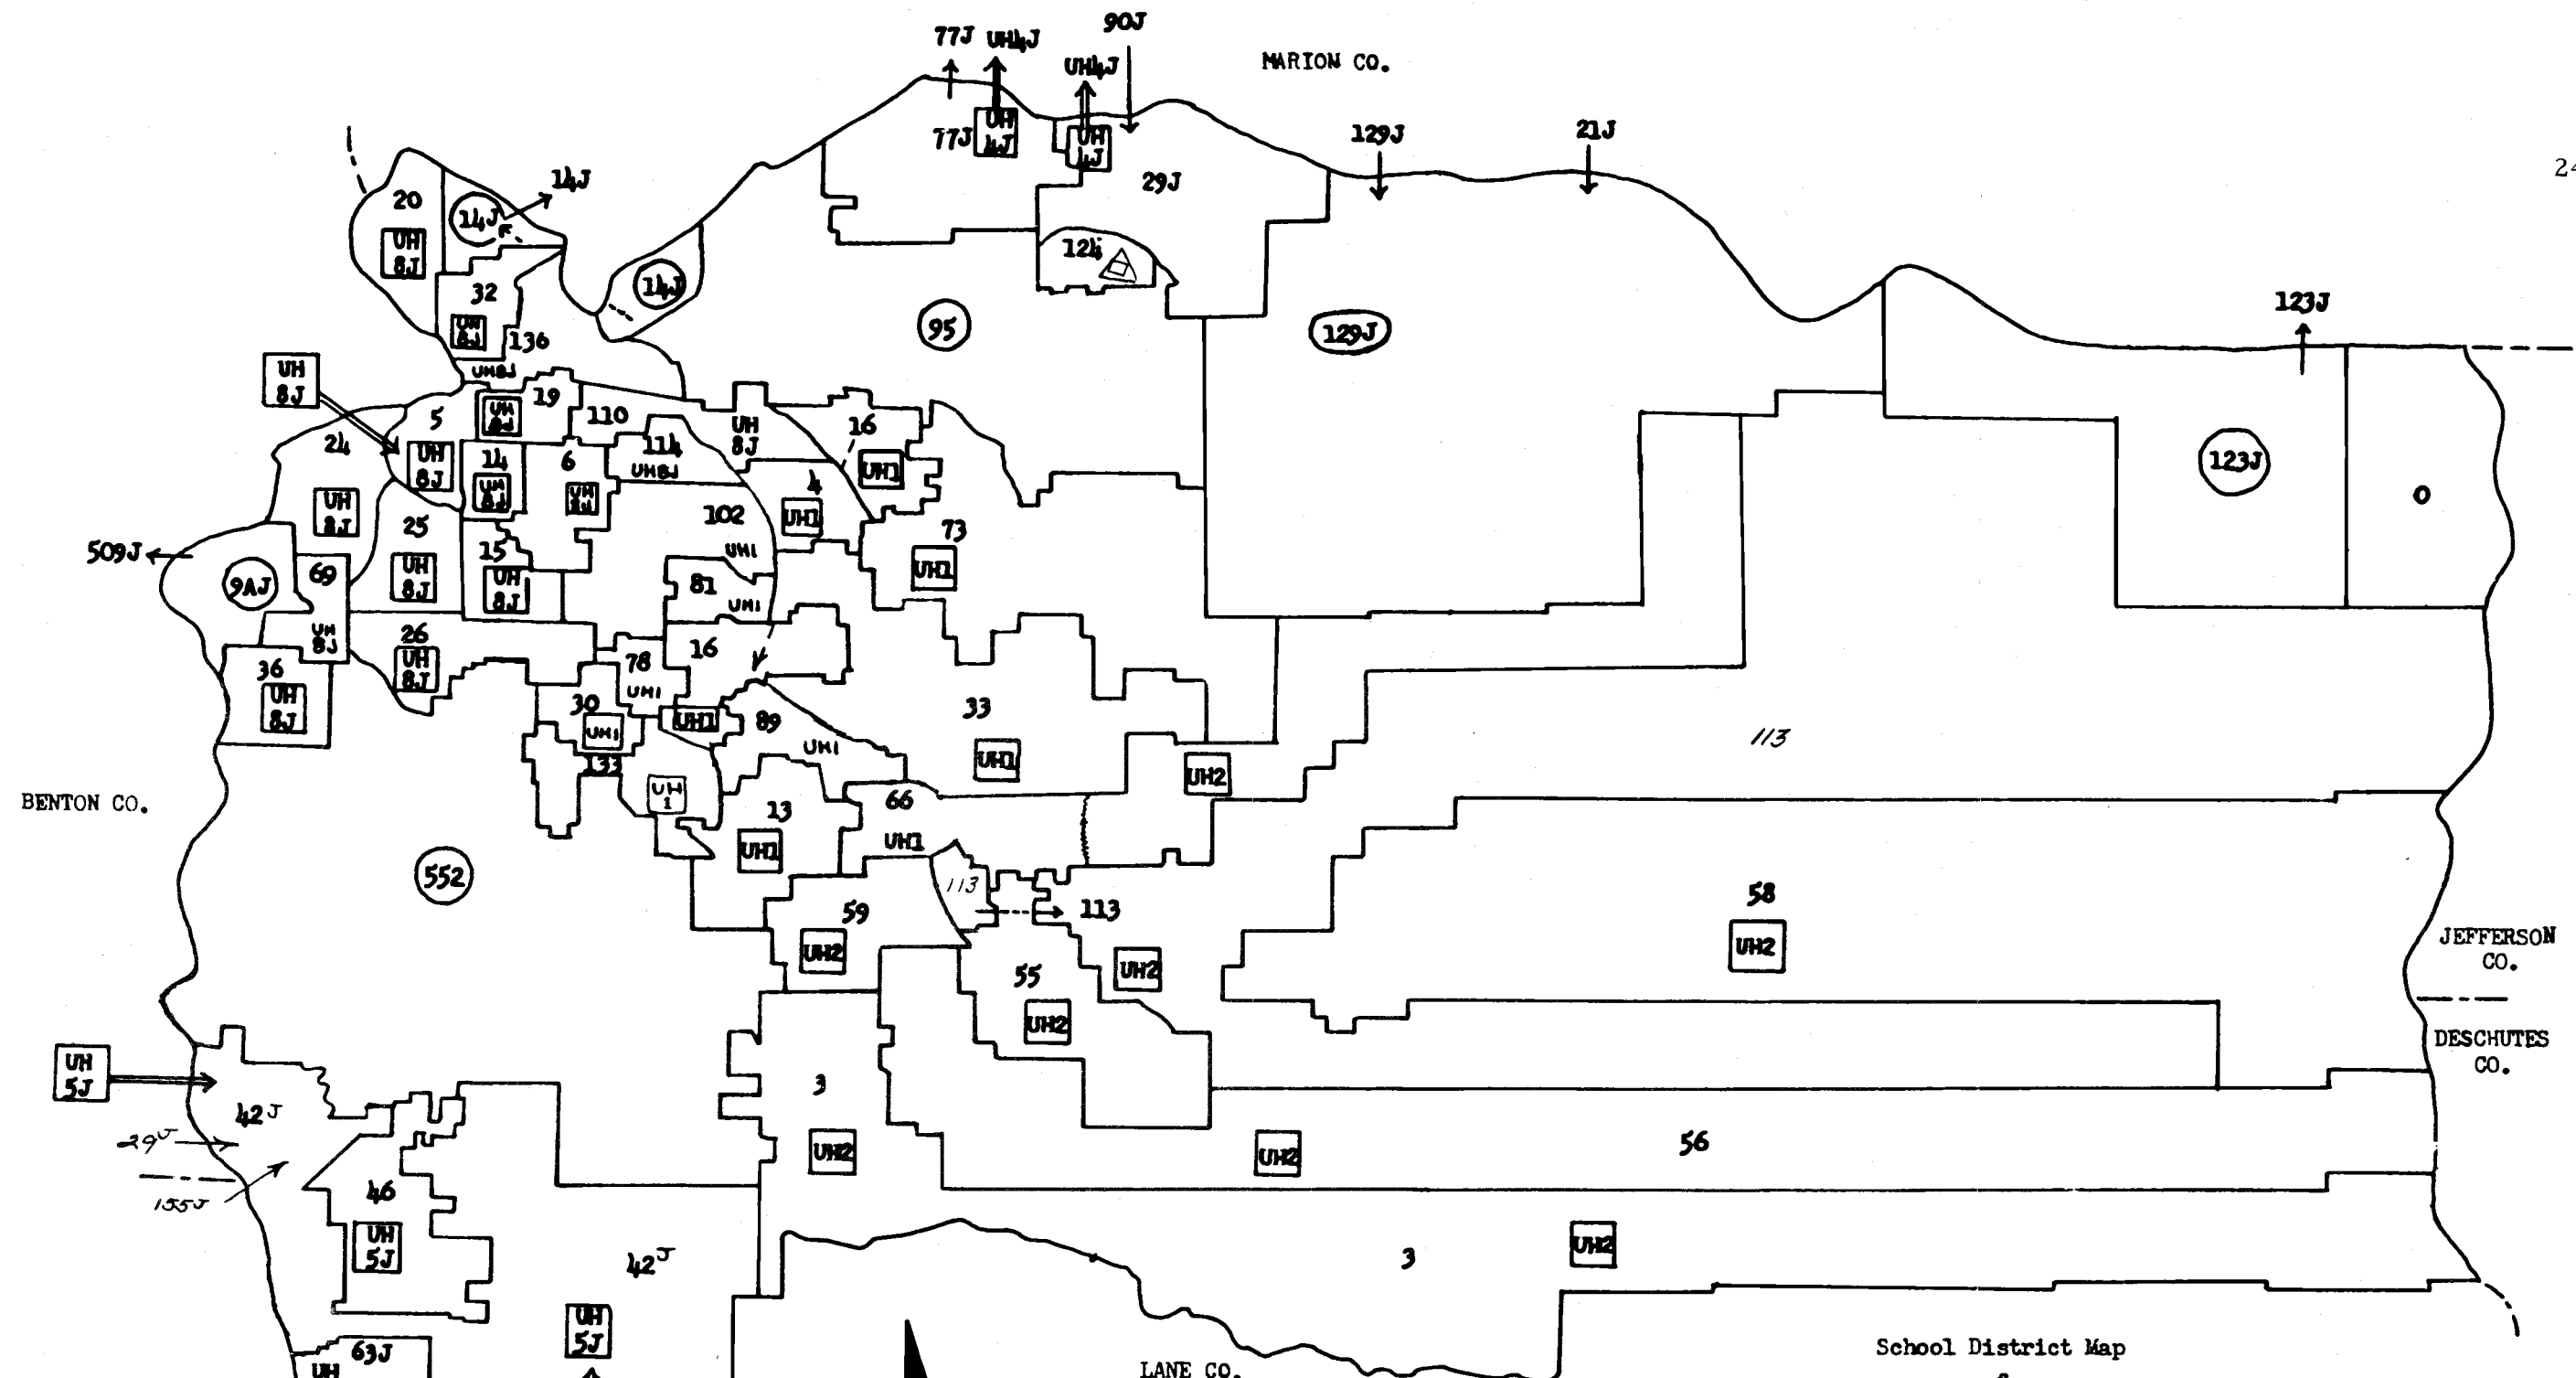 90J
77J
UH4J
MARION CO.
UH4J
77J
UH
4J
UH
4J
129J
21J
24
14J
29J
20
14J
UH
8J
124
32
14J
95
129J
123J
UH
8J
136
UH
8J
UH8J
19
5
110
UH
8J
UH
8J
16
24
114
UH
8J
14
6
UH8J
UH1
123J
0
UH
8J
UH
8J
UH
8J
4
UH1
25
102
73
509J
15
UH1
9AJ
69
UH
8J
UH
8J
81
UH1
UH1
UH
8J
26
UH
8J
16
36
78
UH
8J
UH1
30
UH1
UH1
89
33
113
UH1
133
UH1
UH2
UH
1
BENTON CO.
13
66
UH1
UH1
552
113
113
58
59
UH2
UH2
JEFFERSON
CO.
55
UH2
UH2
DESCHUTES
CO.
UH
5J
3
42J
29J
56
UH2
UH2
155J
46
UH
5J
42J
3
UH2
UH
5J
63J
UH
LANE CO.
School District Map